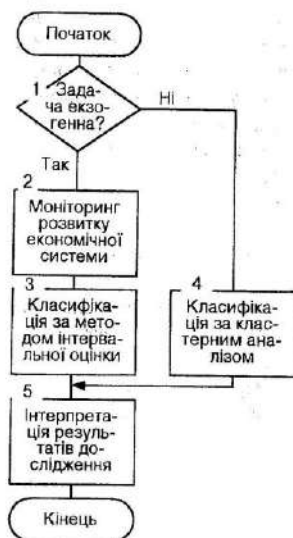 Початок
1 Зада-
ча екзо-
генна?
Ні
Так
2
Моніторинг
розвитку
економічної
системи
3
Класифіка-
ція за мето-
дом інтерва-
льної оцінки
4
Класифіка-
ція за клас-
терним ана-
лізом
5
Інтерпрета-
ція резуль-
татів до-
слідження
Кінець